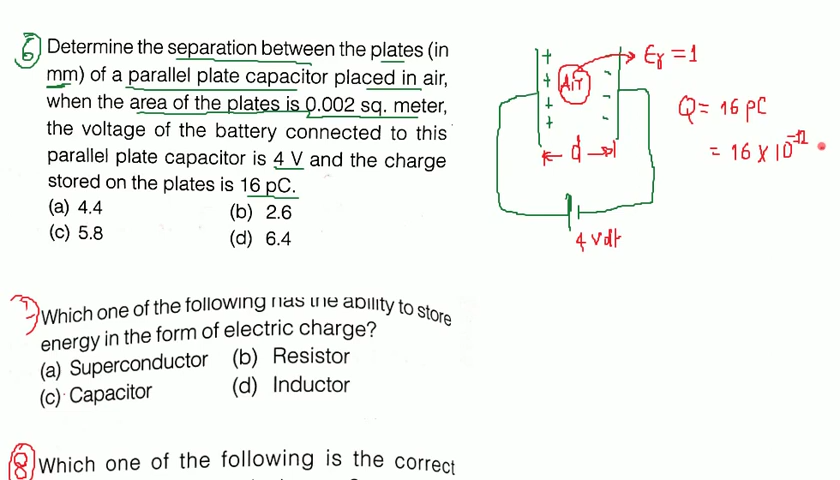 6 Determine the separation between the plates (in
mm) of a parallel plate capacitor placed in air,
when the area of the plates is 0.002 sq. meter,
the voltage of the battery connected to this
parallel plate capacitor is 4 V and the charge
stored on the plates is 16 pC.
(a) 4.4 (b) 2.6
(c) 5.8 (d) 6.4
7 Which one of the following has the ability to store
energy in the form of electric charge?
(a) Superconductor (b) Resistor
(c) Capacitor (d) Inductor
8 Which one of the following is the correct
+ Air - → εr = 1
+ -
+ -
+ -
d
4 Volt
Q = 16 pC
= 16 × 10⁻¹²